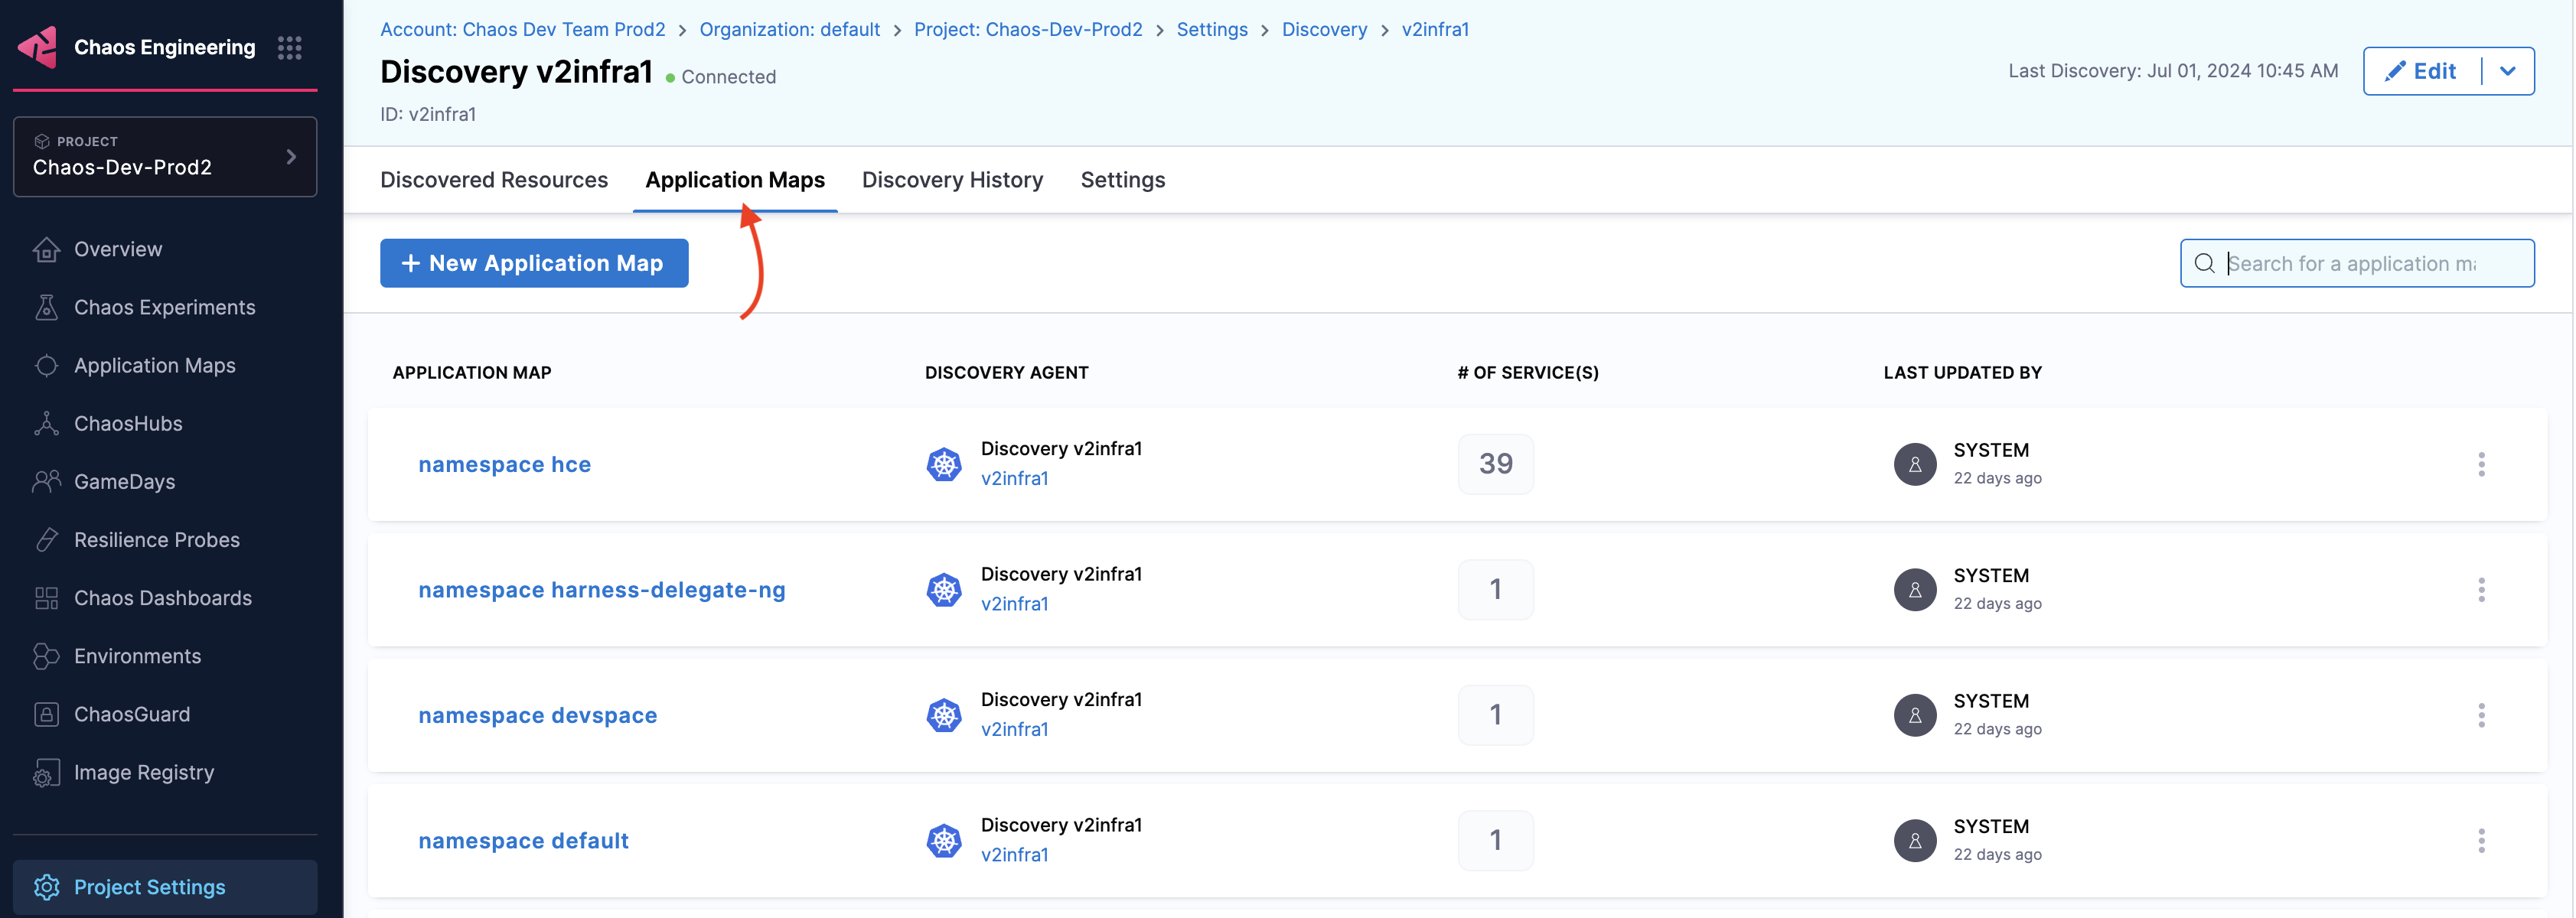 Chaos Engineering
PROJECT
Chaos-Dev-Prod2
Overview
Chaos Experiments
Application Maps
ChaosHubs
GameDays
Resilience Probes
Chaos Dashboards
Environments
ChaosGuard
Image Registry
Project Settings
Account: Chaos Dev Team Prod2 > Organization: default > Project: Chaos-Dev-Prod2 > Settings > Discovery > v2infra1
Discovery v2infra1 Connected
ID: v2infra1
Last Discovery: Jul 01, 2024 10:45 AM
Edit
Discovered Resources Application Maps Discovery History Settings
+ New Application Map
Search for a application
APPLICATION MAP DISCOVERY AGENT # OF SERVICE(S) LAST UPDATED BY
namespace hce
Discovery v2infra1
v2infra1
39
SYSTEM
22 days ago
namespace harness-delegate-ng
Discovery v2infra1
v2infra1
1
SYSTEM
22 days ago
namespace devspace
Discovery v2infra1
v2infra1
1
SYSTEM
22 days ago
namespace default
Discovery v2infra1
v2infra1
1
SYSTEM
22 days ago